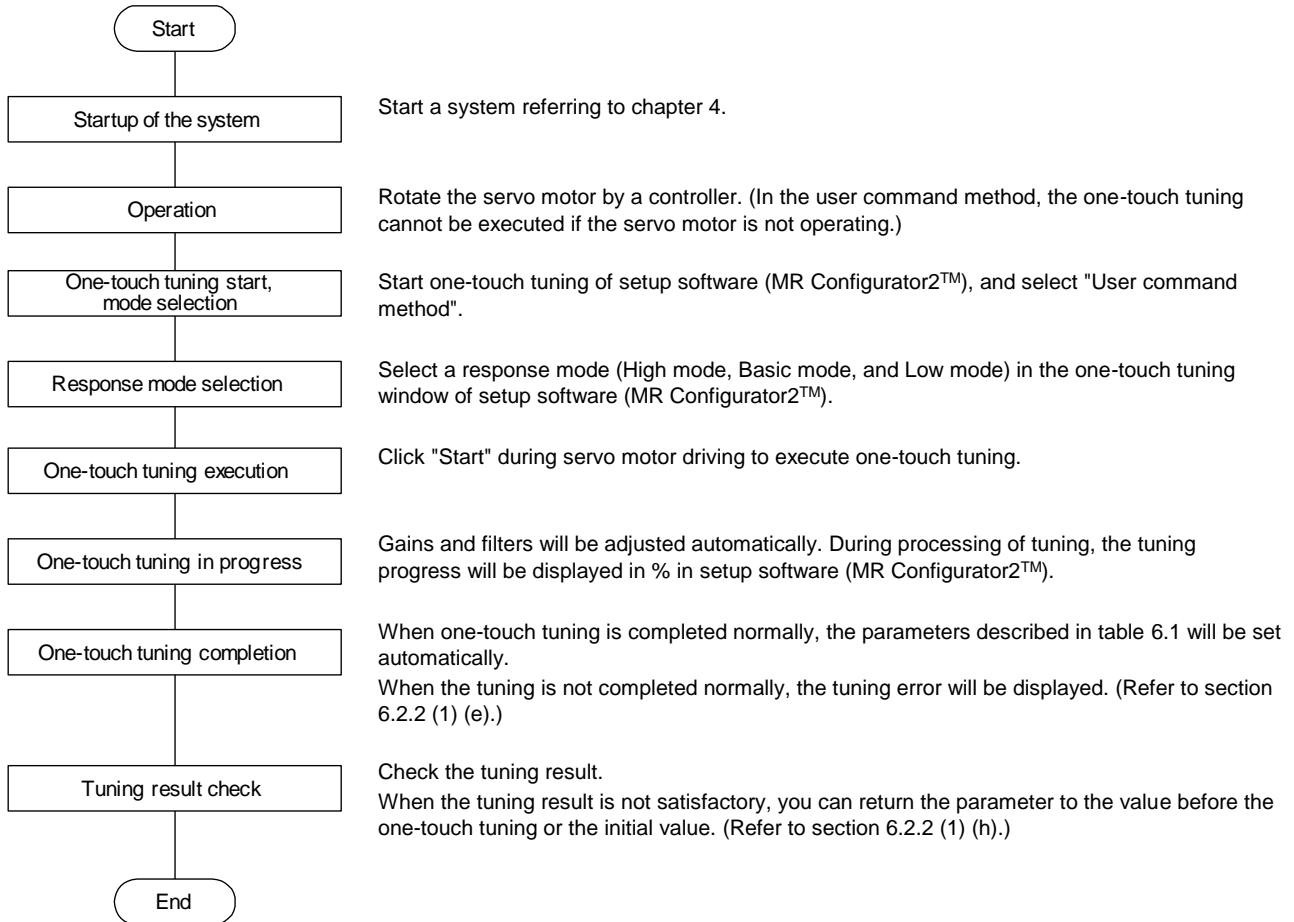 Start
Startup of the system
Start a system referring to chapter 4.
Operation
Rotate the servo motor by a controller. (In the user command method, the one-touch tuning
cannot be executed if the servo motor is not operating.)
One-touch tuning start,
mode selection
Start one-touch tuning of setup software (MR Configurator2TM), and select "User command
method".
Response mode selection
Select a response mode (High mode, Basic mode, and Low mode) in the one-touch tuning
window of setup software (MR Configurator2TM).
One-touch tuning execution
Click "Start" during servo motor driving to execute one-touch tuning.
One-touch tuning in progress
Gains and filters will be adjusted automatically. During processing of tuning, the tuning
progress will be displayed in % in setup software (MR Configurator2TM).
One-touch tuning completion
When one-touch tuning is completed normally, the parameters described in table 6.1 will be set
automatically.
When the tuning is not completed normally, the tuning error will be displayed. (Refer to section
6.2.2 (1) (e).)
Tuning result check
Check the tuning result.
When the tuning result is not satisfactory, you can return the parameter to the value before the
one-touch tuning or the initial value. (Refer to section 6.2.2 (1) (h).)
End